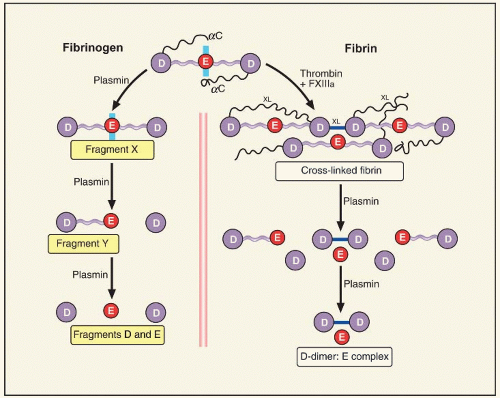 Fibrinogen
Fibrin
αC
D E D
αC
Plasmin
Thrombin
+ FXIIIa
XL
XL
D E D
D E D XL D E D
D E D
Fragment X
Cross-linked fibrin
Plasmin
Plasmin
D E D
D E D D E D
D E D
Fragment Y
Plasmin
Plasmin
D E D
D D
E
Fragments D and E
D-dimer: E complex